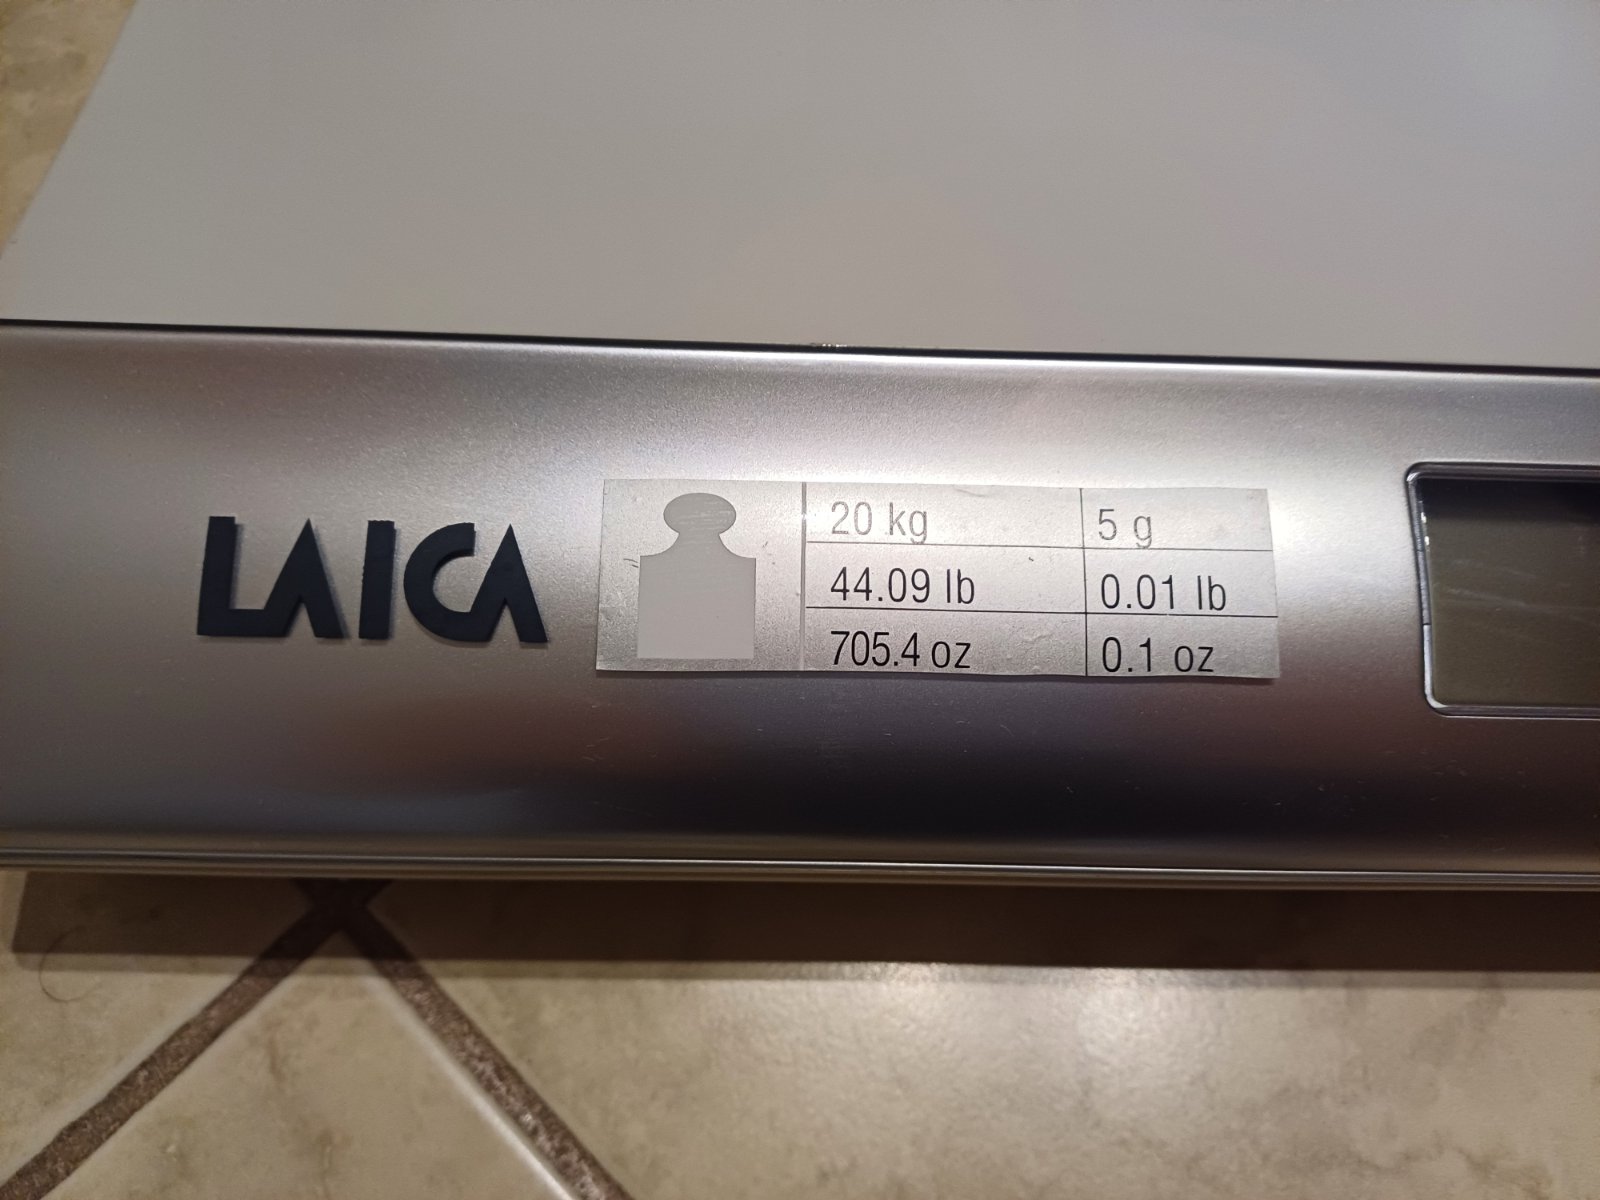 LAICA
20 kg 5 g
44.09 lb 0.01 lb
705.4 oz 0.1 oz